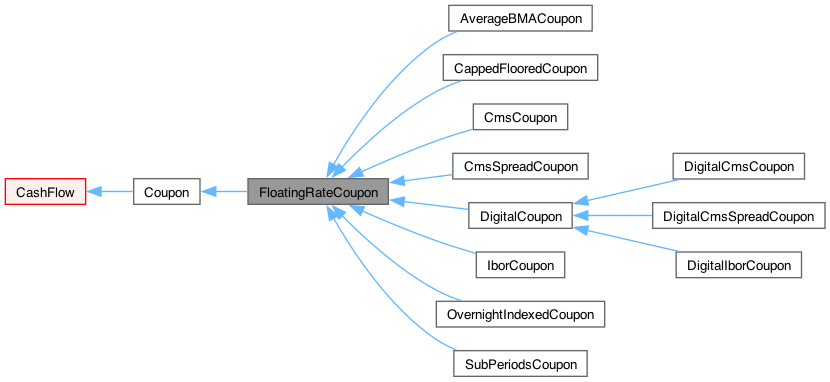 AverageBMACoupon
CappedFlooredCoupon
CmsCoupon
CmsSpreadCoupon
DigitalCmsCoupon
CashFlow
Coupon
FloatingRateCoupon
DigitalCoupon
DigitalCmsSpreadCoupon
IborCoupon
DigitalIborCoupon
OvernightIndexedCoupon
SubPeriodsCoupon